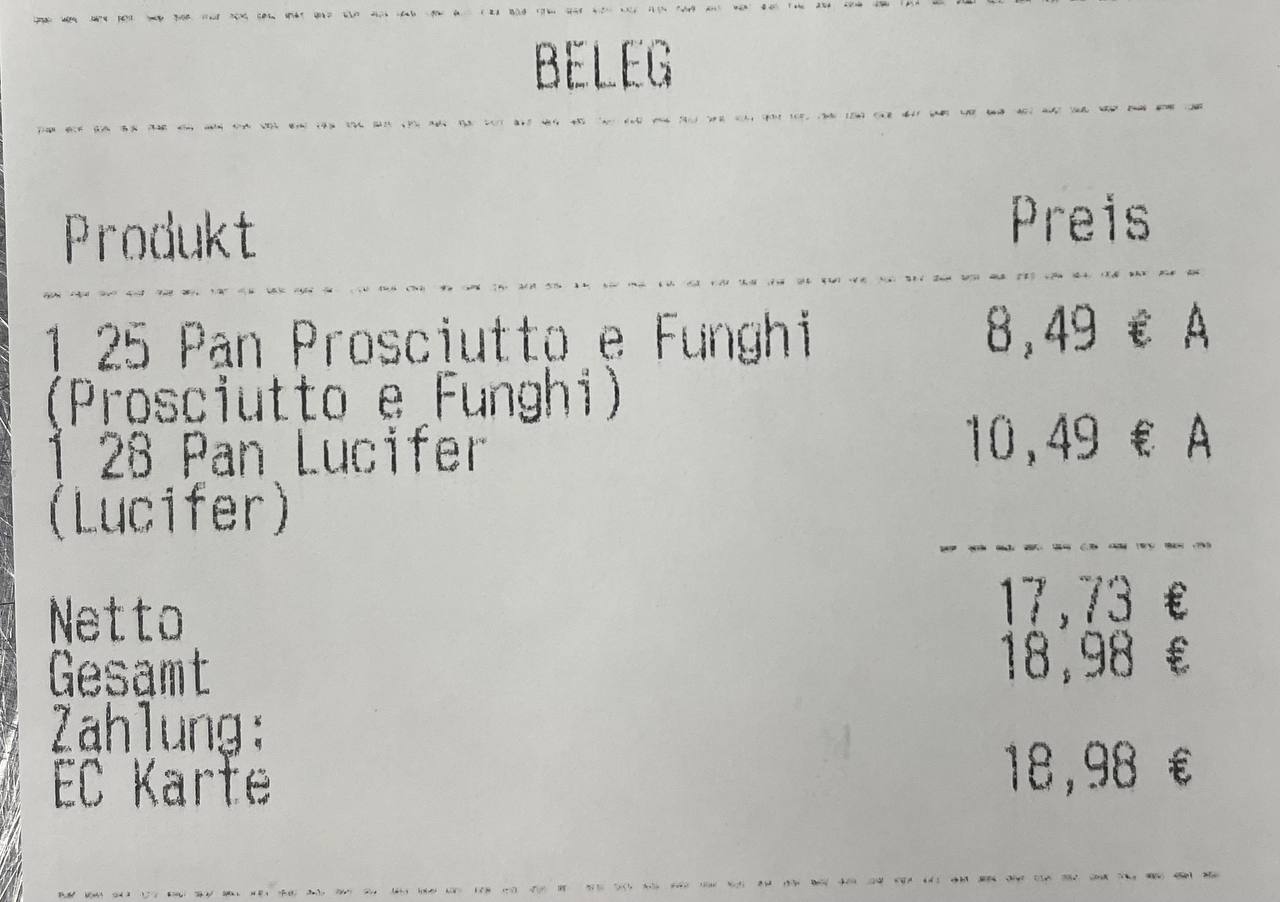 BELEG
Produkt Preis
1 25 Pan Prosciutto e Funghi 8,49 € A
(Prosciutto e Funghi)
1 28 Pan Lucifer 10,49 € A
(Lucifer)
Netto 17,73 €
Gesamt 18,98 €
Zahlung:
EC Karte 18,98 €